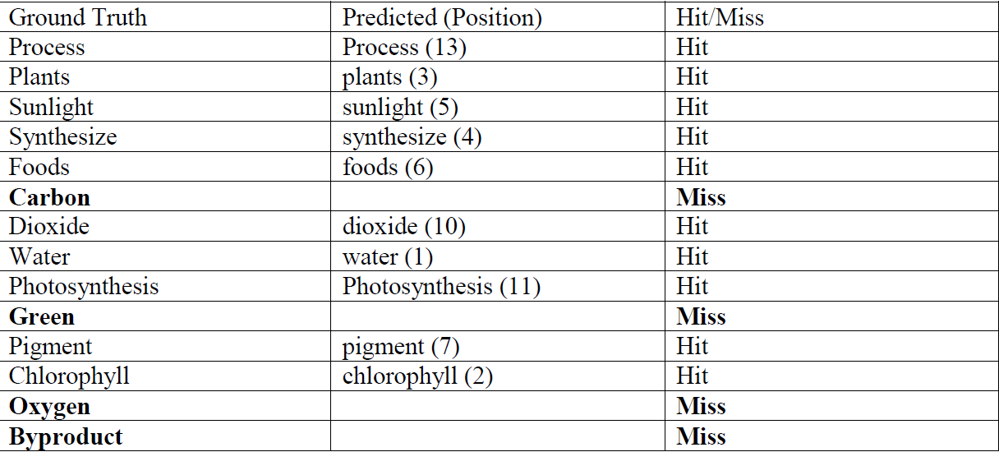 Ground Truth Predicted (Position) Hit/Miss
Process Process (13) Hit
Plants plants (3) Hit
Sunlight sunlight (5) Hit
Synthesize synthesize (4) Hit
Foods foods (6) Hit
Carbon Miss
Dioxide dioxide (10) Hit
Water water (1) Hit
Photosynthesis Photosynthesis (11) Hit
Green Miss
Pigment pigment (7) Hit
Chlorophyll chlorophyll (2) Hit
Oxygen Miss
Byproduct Miss